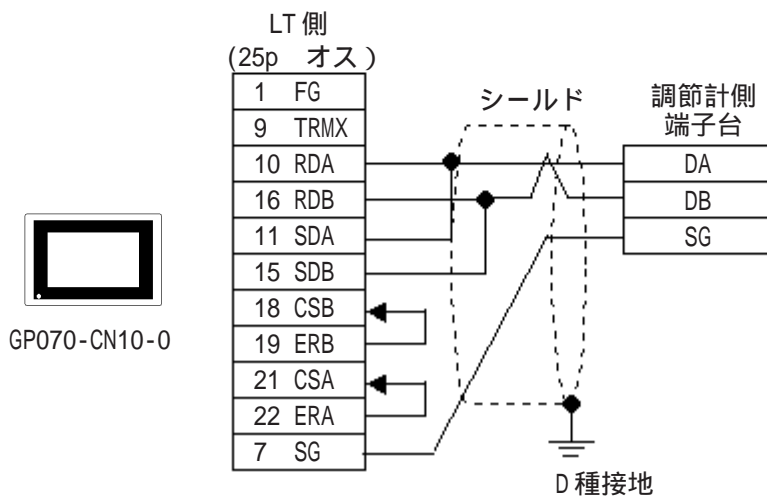 LT 側
(25p オス)
1 FG
9 TRMX
10 RDA
16 RDB
11 SDA
15 SDB
18 CSB
19 ERB
21 CSA
22 ERA
7 SG
シールド
調節計側
端子台
DA
DB
SG
GP070-CN10-0
D種接地